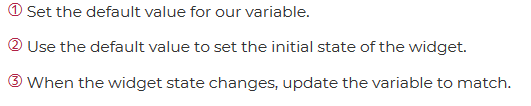 ① Set the default value for our variable.
② Use the default value to set the initial state of the widget.
③ When the widget state changes, update the variable to match.